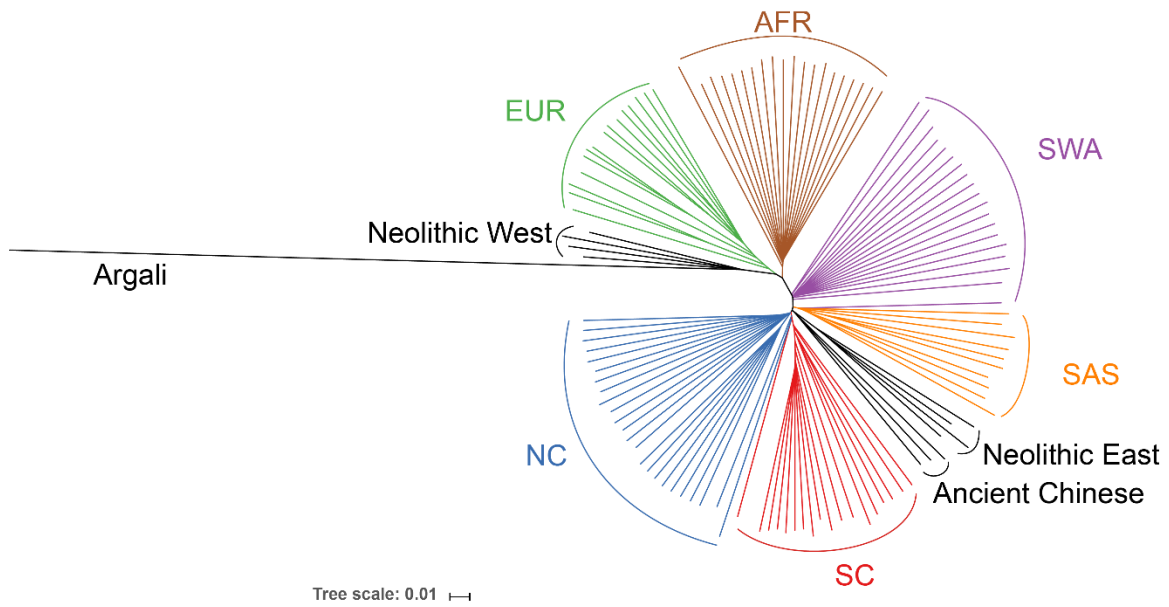 AFR
EUR
SWA
Neolithic West
Argali
SAS
NC
Neolithic East
Ancient Chinese
SC
Tree scale: 0.01